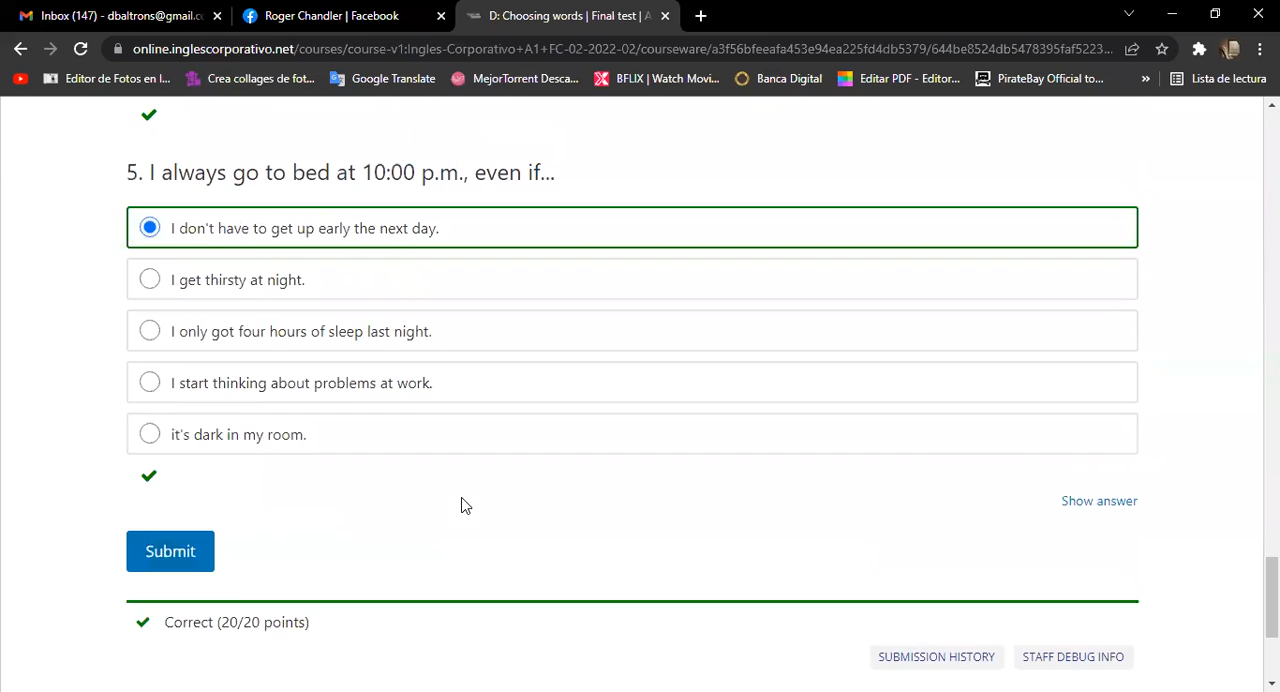 Inbox (147) - dbaltrons@gmail.c
Roger Chandler | Facebook
D: Choosing words | Final test | A
online.inglescorporativo.net/courses/course-v1:Ingles-Corporativo+A1+FC-02-2022-02/courseware/a3f56bfeeafa453e94ea225fd4db5379/644be8524db5478395faf5223...
Editor de Fotos en l...
Crea collages de fot...
Google Translate
MejorTorrent Desca...
BFLIX | Watch Movi...
Banca Digital
Editar PDF - Editor...
PirateBay Official to...
»
Lista de lectura
5. I always go to bed at 10:00 p.m., even if...
I don't have to get up early the next day.
I get thirsty at night.
I only got four hours of sleep last night.
I start thinking about problems at work.
it's dark in my room.
Show answer
Submit
Correct (20/20 points)
SUBMISSION HISTORY
STAFF DEBUG INFO